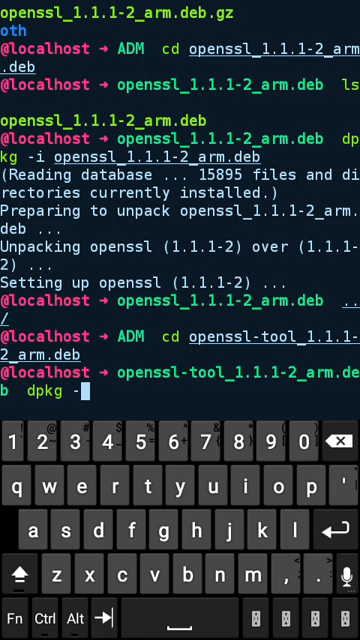 openssl_1.1.1-2_arm.deb.gz
oth
@localhost ➜ ADM  cd openssl_1.1.1-2_arm
.deb
@localhost ➜ openssl_1.1.1-2_arm.deb  ls
openssl_1.1.1-2_arm.deb
@localhost ➜ openssl_1.1.1-2_arm.deb  dp
kg -i openssl_1.1.1-2_arm.deb
(Reading database ... 15895 files and di
rectories currently installed.)
Preparing to unpack openssl_1.1.1-2_arm.
deb ...
Unpacking openssl (1.1.1-2) over (1.1.1-
2) ...
Setting up openssl (1.1.1-2) ...
@localhost ➜ openssl_1.1.1-2_arm.deb  ..
/
@localhost ➜ ADM  cd openssl-tool_1.1.1-
2_arm.deb
@localhost ➜ openssl-tool_1.1.1-2_arm.de
b  dpkg -
1 2 3 4 5 6 7 8 9 0
q w e r t y u i o p '
a s d f g h j k l
z x c v b n m , .
Fn Ctrl Alt